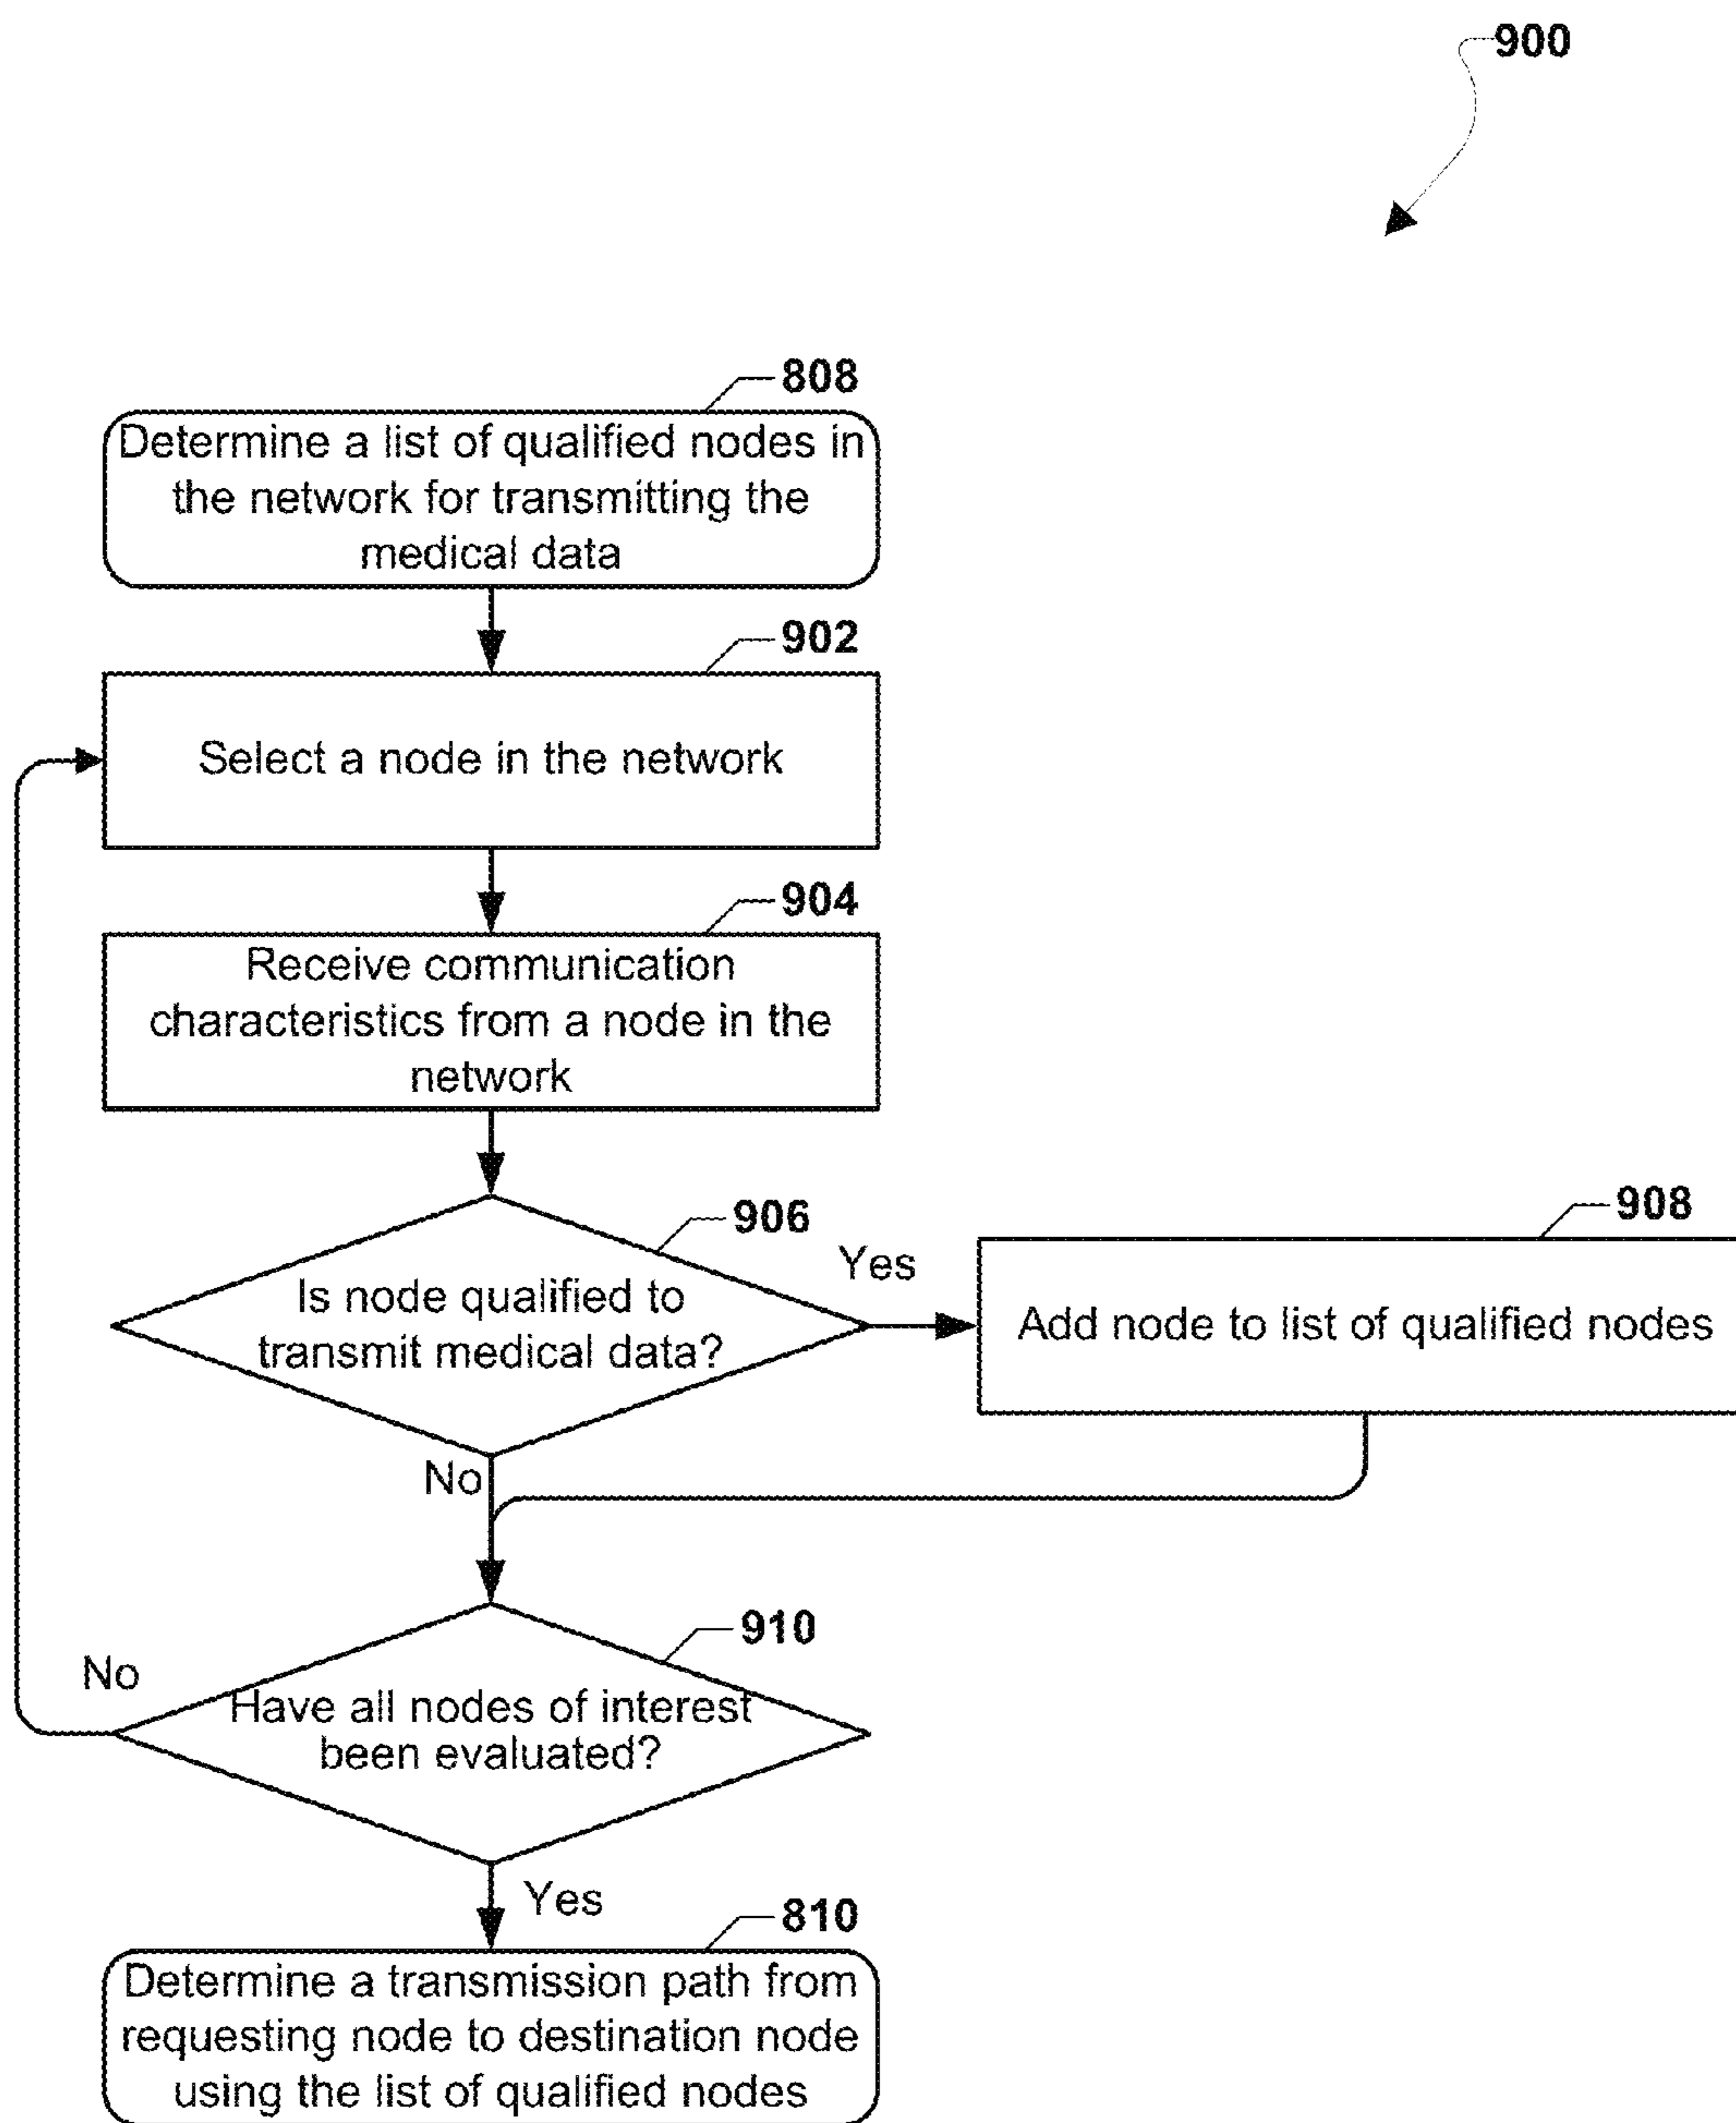 900
808
Determine a list of qualified nodes in
the network for transmitting the
medical data
902
Select a node in the network
904
Receive communication
characteristics from a node in the
network
906
Is node qualified to
transmit medical data?
Yes
908
Add node to list of qualified nodes
No
910
Have all nodes of interest
been evaluated?
No
Yes
810
Determine a transmission path from
requesting node to destination node
using the list of qualified nodes